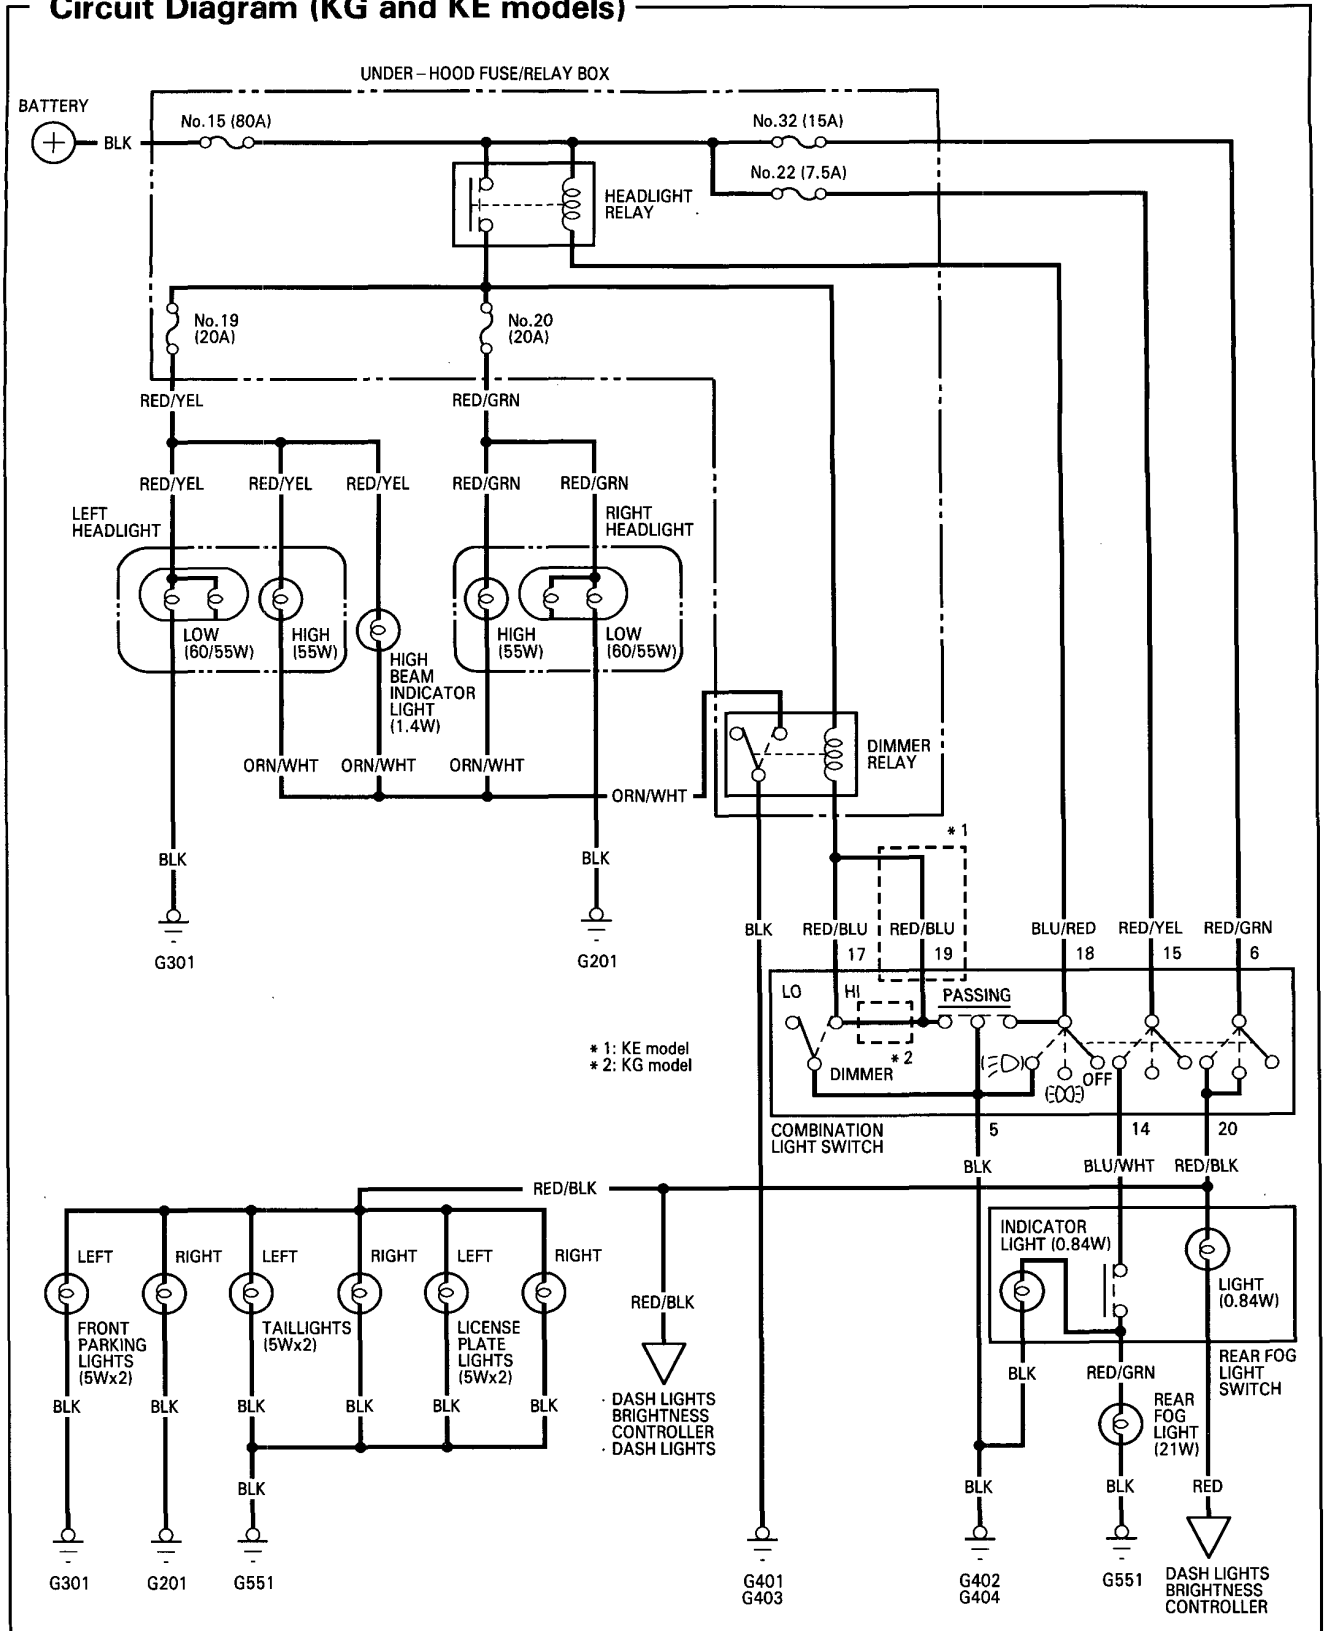 Circuit Diagram (KG and KE models)
UNDER-HOOD FUSE/RELAY BOX
BATTERY
BLK
No.15 (80A)
No.32 (15A)
No.22 (7.5A)
HEADLIGHT
RELAY
No.19
(20A)
No.20
(20A)
RED/YEL
RED/GRN
RED/YEL
RED/YEL
RED/YEL
RED/GRN
RED/GRN
LEFT
HEADLIGHT
RIGHT
HEADLIGHT
LOW
(60/55W)
HIGH
(55W)
HIGH
BEAM
INDICATOR
LIGHT
(1.4W)
HIGH
(55W)
LOW
(60/55W)
DIMMER
RELAY
ORN/WHT
ORN/WHT
ORN/WHT
ORN/WHT
* 1
BLK
BLK
G301
G201
BLK
RED/BLU
RED/BLU
BLU/RED
RED/YEL
RED/GRN
17
19
18
15
6
LO
HI
PASSING
* 2
DIMMER
OFF
* 1: KE model
* 2: KG model
COMBINATION
LIGHT SWITCH
5
14
20
BLK
BLU/WHT
RED/BLK
RED/BLK
LEFT
RIGHT
LEFT
RIGHT
LEFT
RIGHT
FRONT
PARKING
LIGHTS
(5Wx2)
TAILLIGHTS
(5Wx2)
LICENSE
PLATE
LIGHTS
(5Wx2)
RED/BLK
INDICATOR
LIGHT (0.84W)
LIGHT
(0.84W)
REAR FOG
LIGHT
SWITCH
BLK
RED/GRN
BLK
BLK
BLK
BLK
BLK
BLK
· DASH LIGHTS
BRIGHTNESS
CONTROLLER
· DASH LIGHTS
REAR
FOG
LIGHT
(21W)
BLK
BLK
BLK
RED
G301
G201
G551
G401
G403
G402
G404
G551
DASH LIGHTS
BRIGHTNESS
CONTROLLER